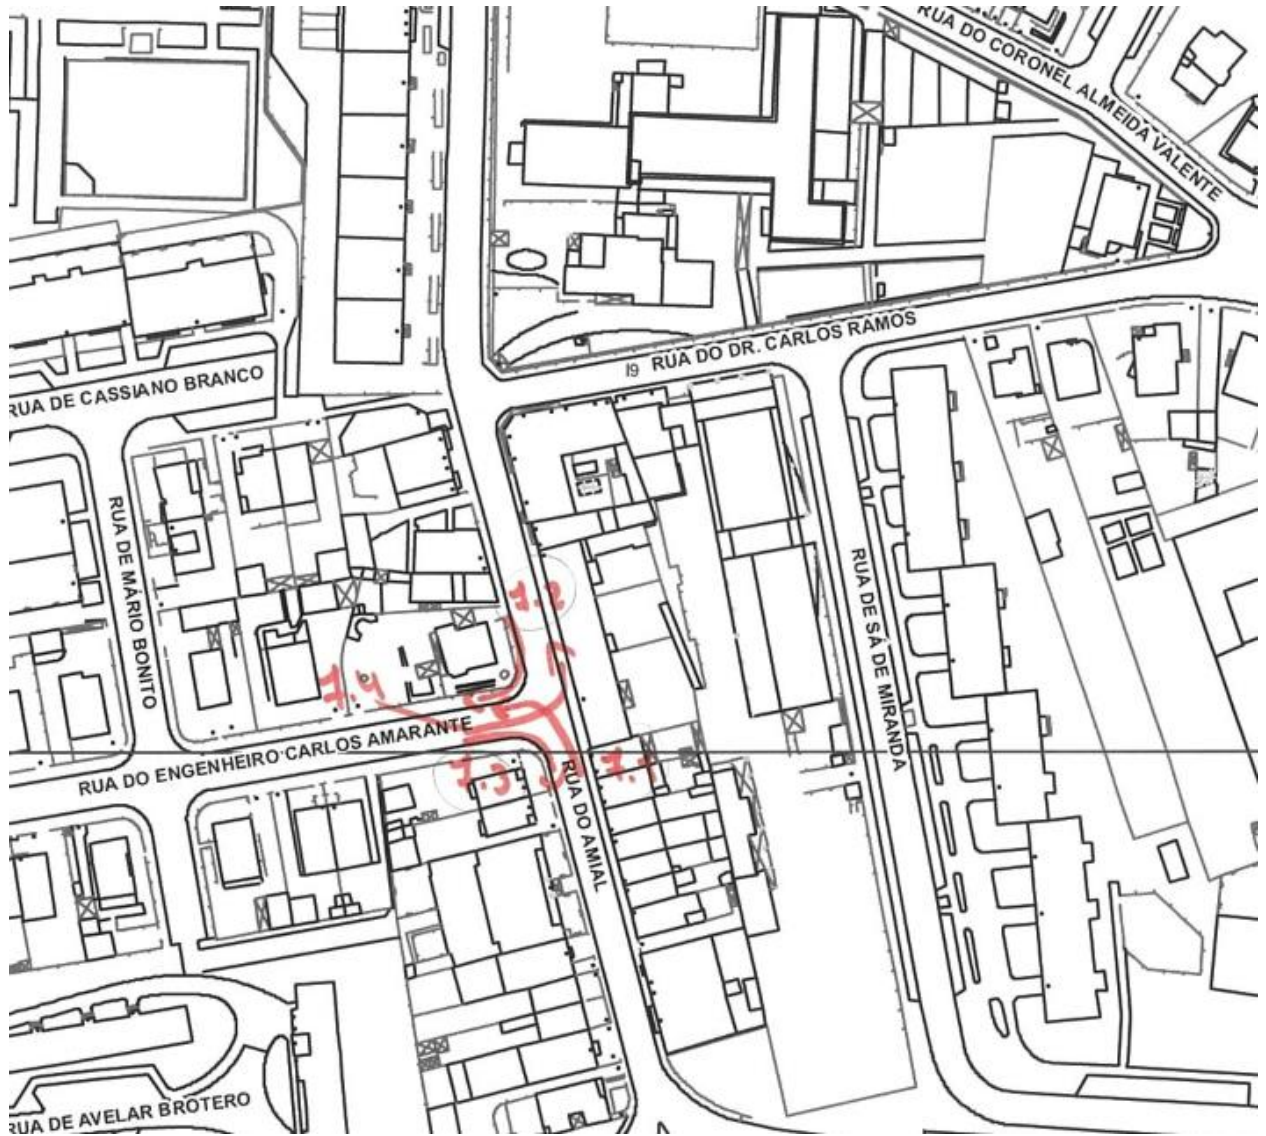 RUA DO CORONEL ALMEIDA VALENTE
I9 RUA DO DR. CARLOS RAMOS
RUA DE CASSIANO BRANCO
RUA DE MÁRIO BONITO
RUA DE SÁ DE MIRANDA
RUA DO ENGENHEIRO CARLOS AMARANTE
RUA DO AMIAL
RUA DE AVELAR BROTERO